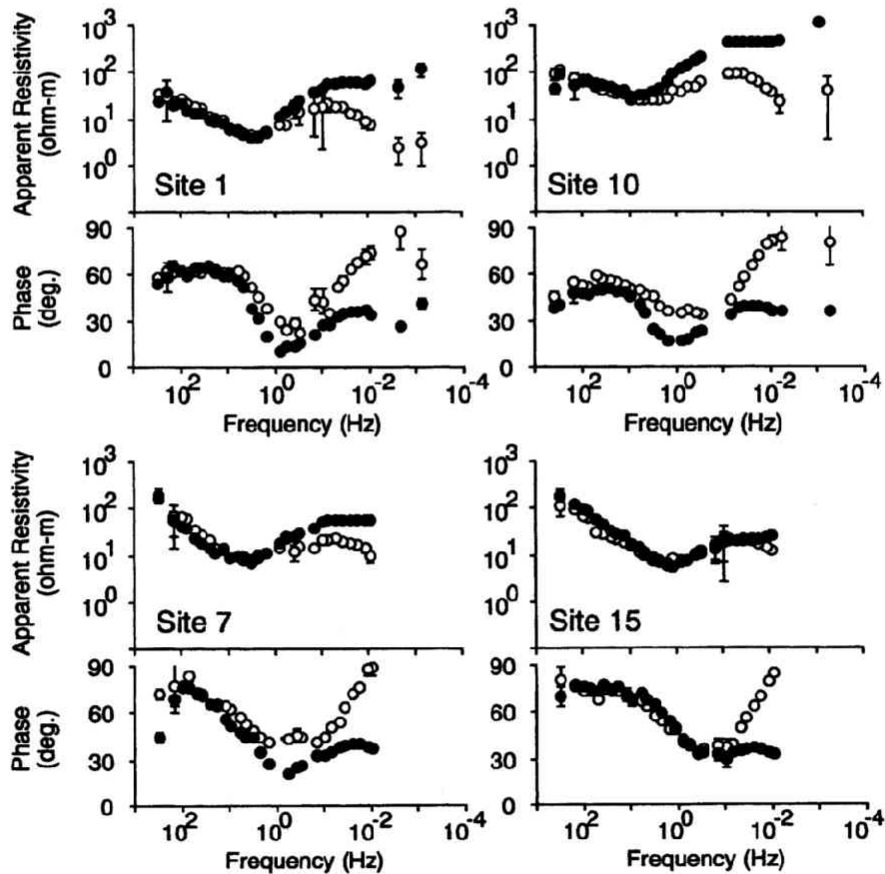 Apparent Resistivity
(ohm-m)
10³
10²
10¹
10⁰
Site 1
Phase
(deg.)
90
60
30
0
10² 10⁰ 10⁻² 10⁻⁴
Frequency (Hz)
10³
10²
10¹
10⁰
Site 10
90
60
30
0
10² 10⁰ 10⁻² 10⁻⁴
Frequency (Hz)
Apparent Resistivity
(ohm-m)
10³
10²
10¹
10⁰
Site 7
Phase
(deg.)
90
60
30
0
10² 10⁰ 10⁻² 10⁻⁴
Frequency (Hz)
10³
10²
10¹
10⁰
Site 15
90
60
30
0
10² 10⁰ 10⁻² 10⁻⁴
Frequency (Hz)